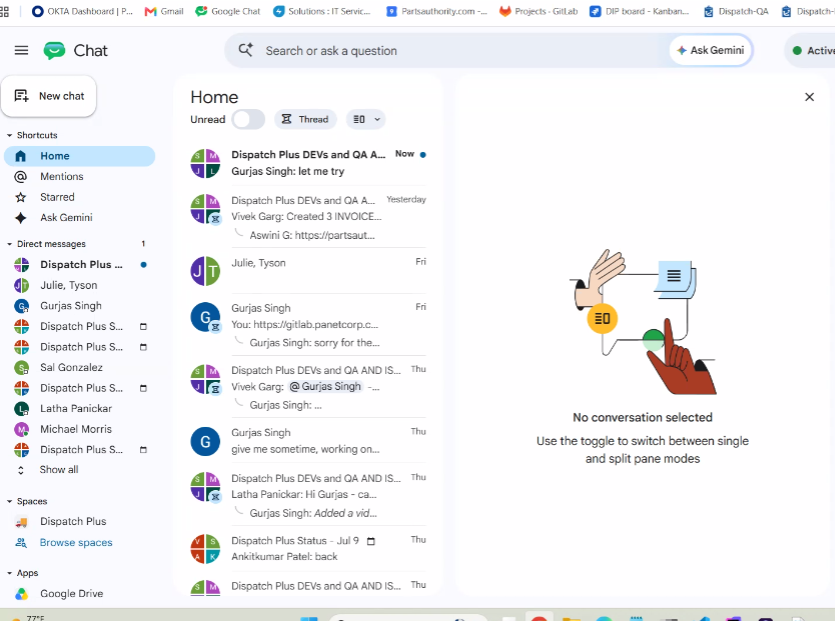 OKTA Dashboard | P...
Gmail
Google Chat
Solutions : IT Servic...
Partsauthority.com -...
Projects · GitLab
DIP board - Kanban...
Dispatch-QA
Dispatch-
Chat
Search or ask a question
Ask Gemini
Active
New chat
Shortcuts
Home
Mentions
Starred
Ask Gemini
Direct messages 1
Dispatch Plus ...
Julie, Tyson
Gurjas Singh
Dispatch Plus S...
Dispatch Plus S...
Sal Gonzalez
Dispatch Plus S...
Latha Panickar
Michael Morris
Dispatch Plus S...
Show all
Spaces
Dispatch Plus
Browse spaces
Apps
Google Drive
Home
Unread
Thread
Dispatch Plus DEVs and QA A... Now
Gurjas Singh: let me try
Dispatch Plus DEVs and QA A... Yesterday
Vivek Garg: Created 3 INVOICE...
Aswini G: https://partsaut...
Julie, Tyson Fri
Gurjas Singh Fri
You: https://gitlab.panetcorp.c...
Gurjas Singh: sorry for the...
Dispatch Plus DEVs and QA AND IS... Thu
Vivek Garg: @Gurjas Singh -...
Gurjas Singh: ...
Gurjas Singh Thu
give me sometime, working on...
Dispatch Plus DEVs and QA AND IS... Thu
Latha Panickar: Hi Gurjas - ca...
Gurjas Singh: Added a vid...
Dispatch Plus Status - Jul 9 Thu
Ankitkumar Patel: back
Dispatch Plus DEVs and QA AND IS... Thu
No conversation selected
Use the toggle to switch between single
and split pane modes
77°F